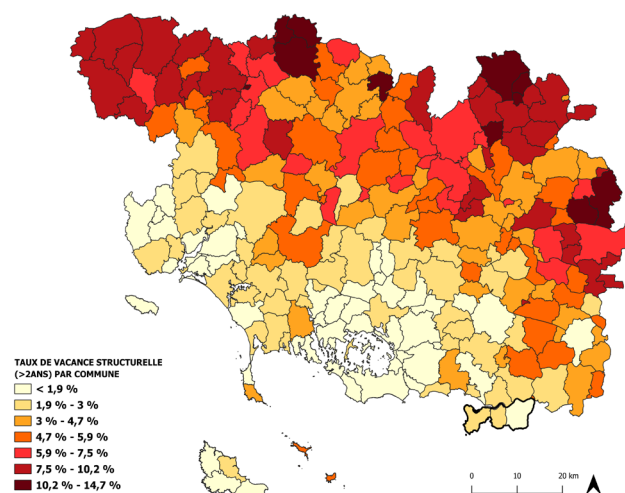 TAUX DE VACANCE STRUCTURELLE
(>2ANS) PAR COMMUNE
< 1,9 %
1,9 % - 3 %
3 % - 4,7 %
4,7 % - 5,9 %
5,9 % - 7,5 %
7,5 % - 10,2 %
10,2 % - 14,7 %
0 10 20 km